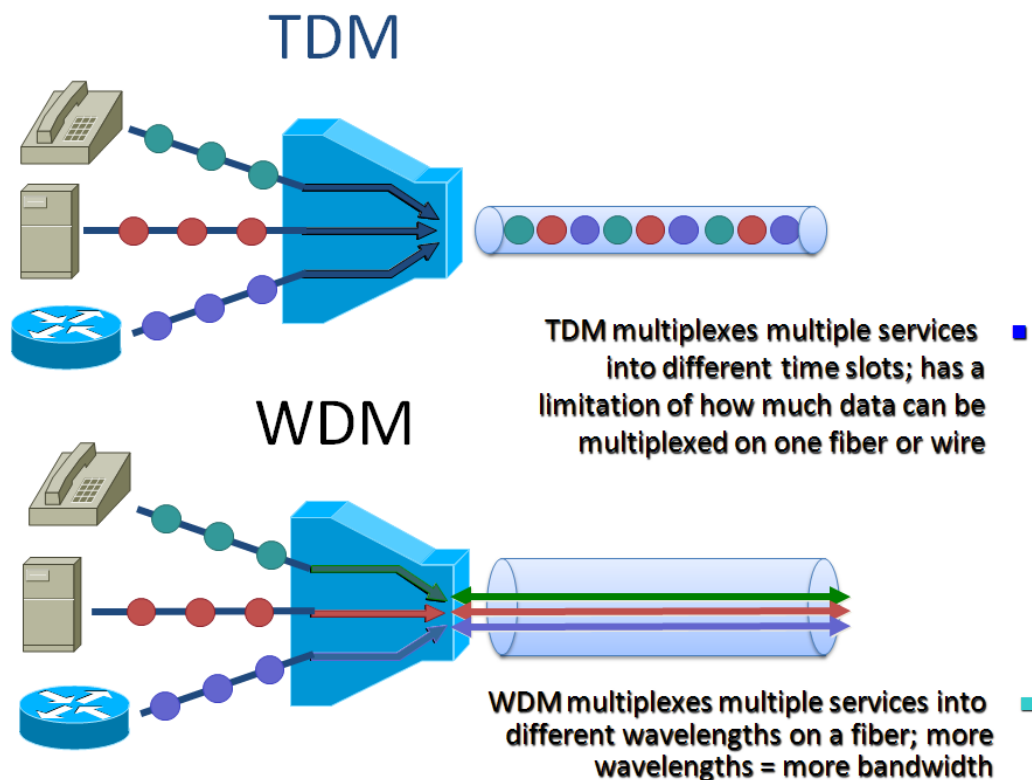 TDM
TDM multiplexes multiple services
into different time slots; has a
limitation of how much data can be
multiplexed on one fiber or wire
WDM
WDM multiplexes multiple services into
different wavelengths on a fiber; more
wavelengths = more bandwidth